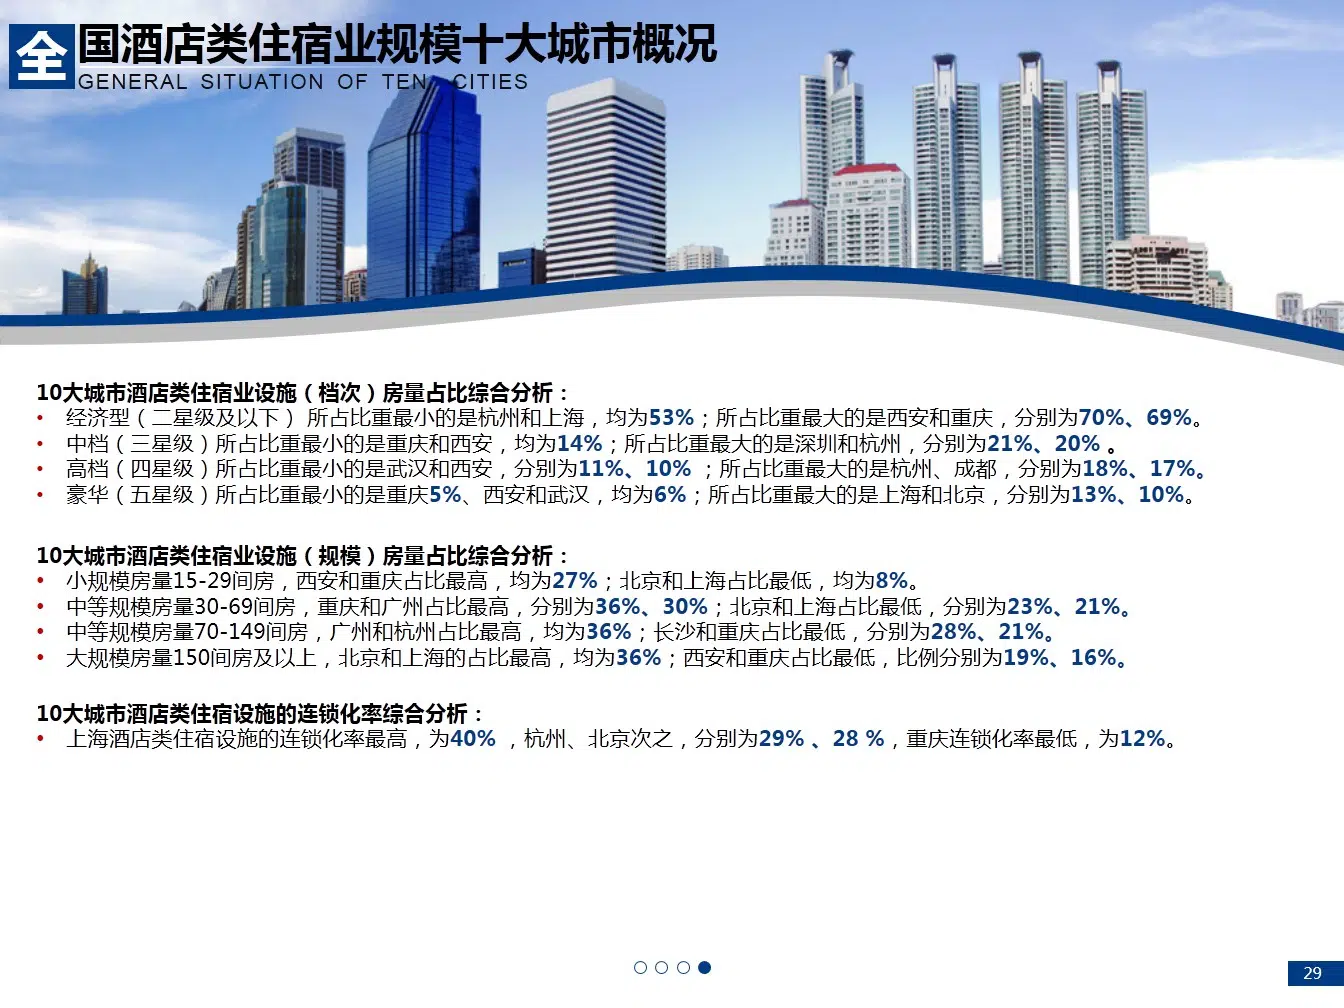 全国酒店类住宿业规模十大城市概况
GENERAL SITUATION OF TEN CITIES
10大城市酒店类住宿业设施（档次）房量占比综合分析：
• 经济型（二星级及以下） 所占比重最小的是杭州和上海，均为53%；所占比重最大的是西安和重庆，分别为70%、69%。
• 中档（三星级）所占比重最小的是重庆和西安，均为14%；所占比重最大的是深圳和杭州，分别为21%、20% 。
• 高档（四星级）所占比重最小的是武汉和西安，分别为11%、10% ；所占比重最大的是杭州、成都，分别为18%、17%。
• 豪华（五星级）所占比重最小的是重庆5%、西安和武汉，均为6%；所占比重最大的是上海和北京，分别为13%、10%。
10大城市酒店类住宿业设施（规模）房量占比综合分析：
• 小规模房量15-29间房，西安和重庆占比最高，均为27%；北京和上海占比最低，均为8%。
• 中等规模房量30-69间房，重庆和广州占比最高，分别为36%、30%；北京和上海占比最低，分别为23%、21%。
• 中等规模房量70-149间房，广州和杭州占比最高，均为36%；长沙和重庆占比最低，分别为28%、21%。
• 大规模房量150间房及以上，北京和上海的占比最高，均为36%；西安和重庆占比最低，比例分别为19%、16%。
10大城市酒店类住宿设施的连锁化率综合分析：
• 上海酒店类住宿设施的连锁化率最高，为40% ，杭州、北京次之，分别为29% 、28 %，重庆连锁化率最低，为12%。
29